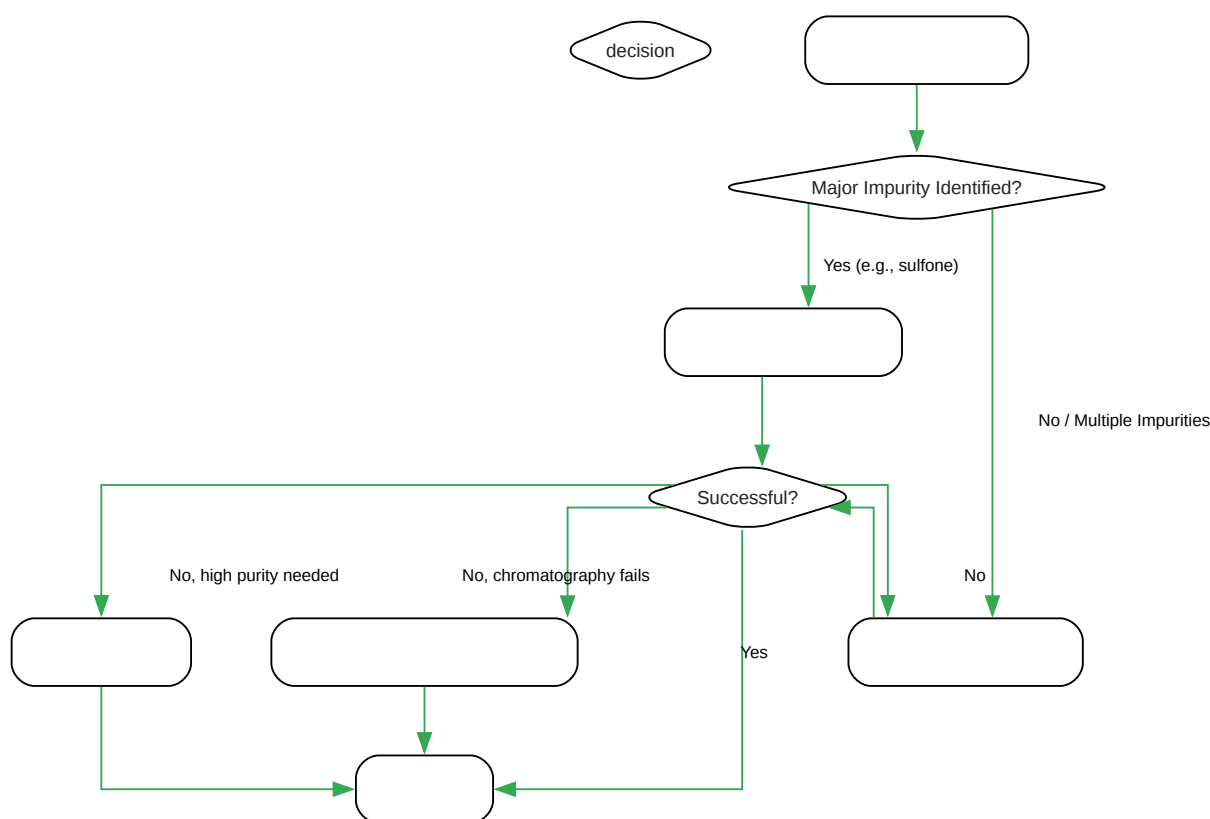 decision
Major Impurity Identified?
Yes (e.g., sulfone)
No / Multiple Impurities
Successful?
No, high purity needed
No, chromatography fails
No
Yes